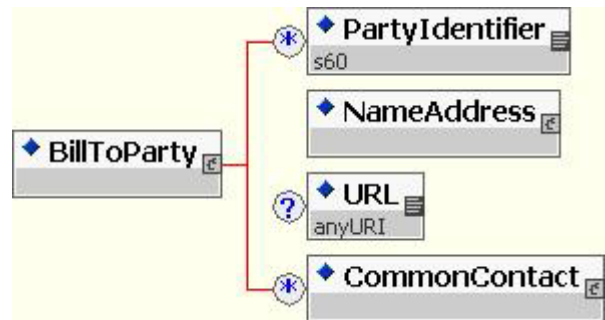 PartyIdentifier
s60
NameAddress
BillToParty
URL
anyURI
CommonContact